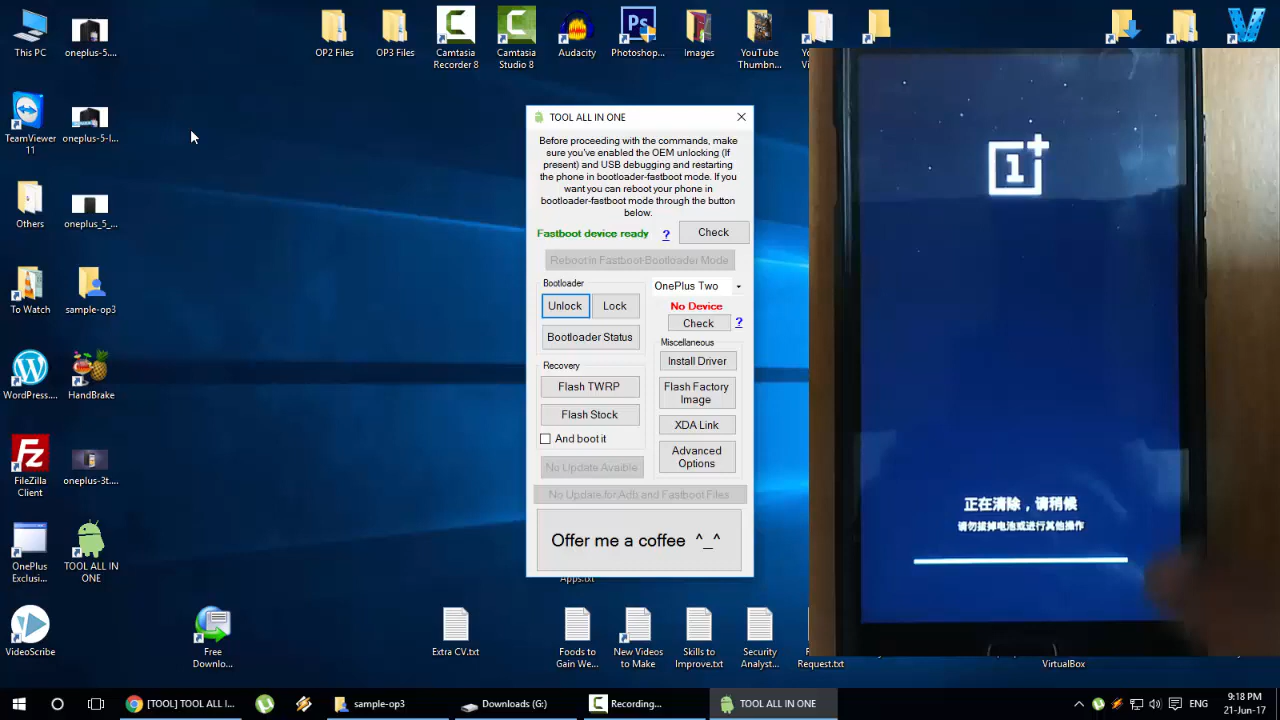 This PC
oneplus-5....
OP2 Files
OP3 Files
Camtasia
Recorder 8
Camtasia
Studio 8
Audacity
Photoshop...
Images
YouTube
Thumbn...
TeamViewer
11
oneplus-5-l...
Others
oneplus_5_...
To Watch
sample-op3
WordPress....
HandBrake
FileZilla
Client
oneplus-3t....
OnePlus
Exclusi...
TOOL ALL IN
ONE
VideoScribe
Free
Downlo...
TOOL ALL IN ONE
Before proceeding with the commands, make
sure you've enabled the OEM unlocking (If
present) and USB debugging and restarting
the phone in bootloader-fastboot mode. If you
want you can reboot your phone in
bootloader-fastboot mode through the button
below.
Fastboot device ready ? Check
Reboot in Fastboot-Bootloader Mode
Bootloader
Unlock Lock
Bootloader Status
OnePlus Two
No Device
Check ?
Miscellaneous
Install Driver
Flash Factory
Image
XDA Link
Advanced
Options
Recovery
Flash TWRP
Flash Stock
And boot it
No Update Avaible
No Update for Adb and Fastboot Files
Offer me a coffee ^_^
Apps.txt
1+
正在清除，请稍候
请勿拔掉电池或进行其他操作
Extra CV.txt
Foods to
Gain We...
New Videos
to Make
Skills to
Improve.txt
Security
Analyst...
Request.txt
VirtualBox
[TOOL] TOOL ALL I...
sample-op3
Downloads (G:)
Recording...
TOOL ALL IN ONE
ENG
9:18 PM
21-Jun-17